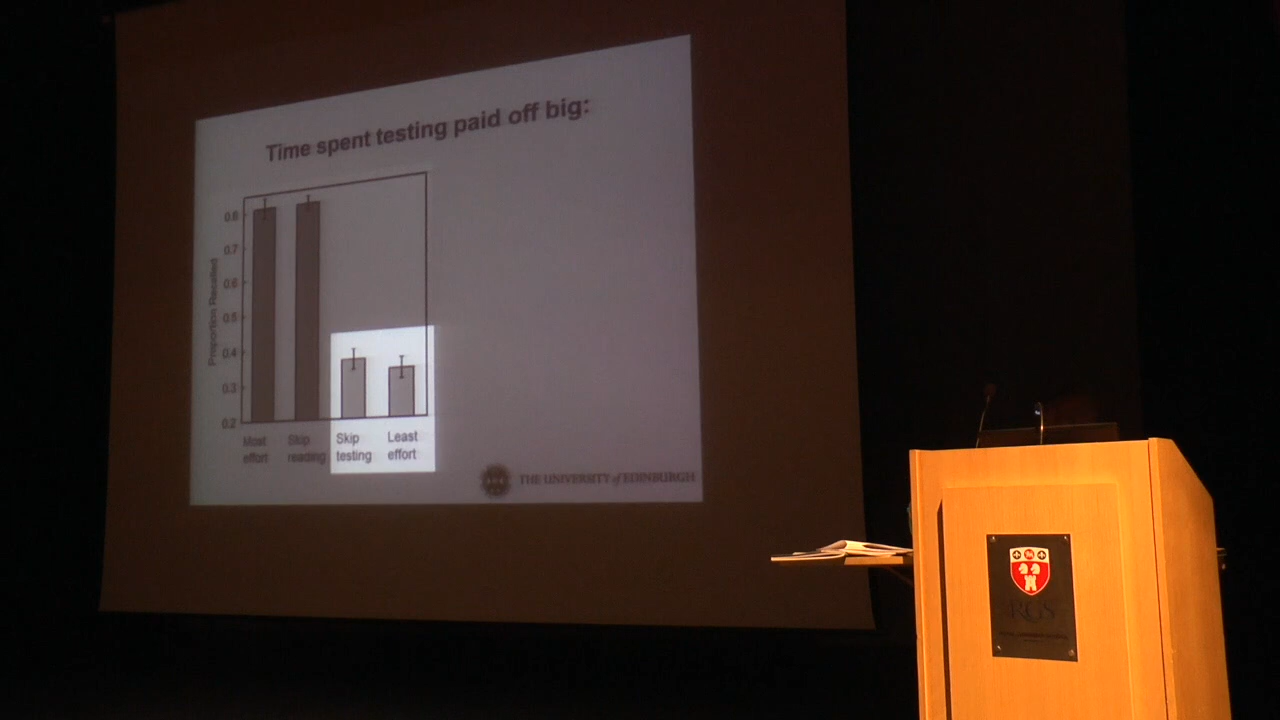 Time spent testing paid off big:
Proportion Recalled
0.8
0.7
0.6
0.5
0.4
0.3
0.2
Most effort
Skip reading
Skip testing
Least effort
THE UNIVERSITY of EDINBURGH
RGS